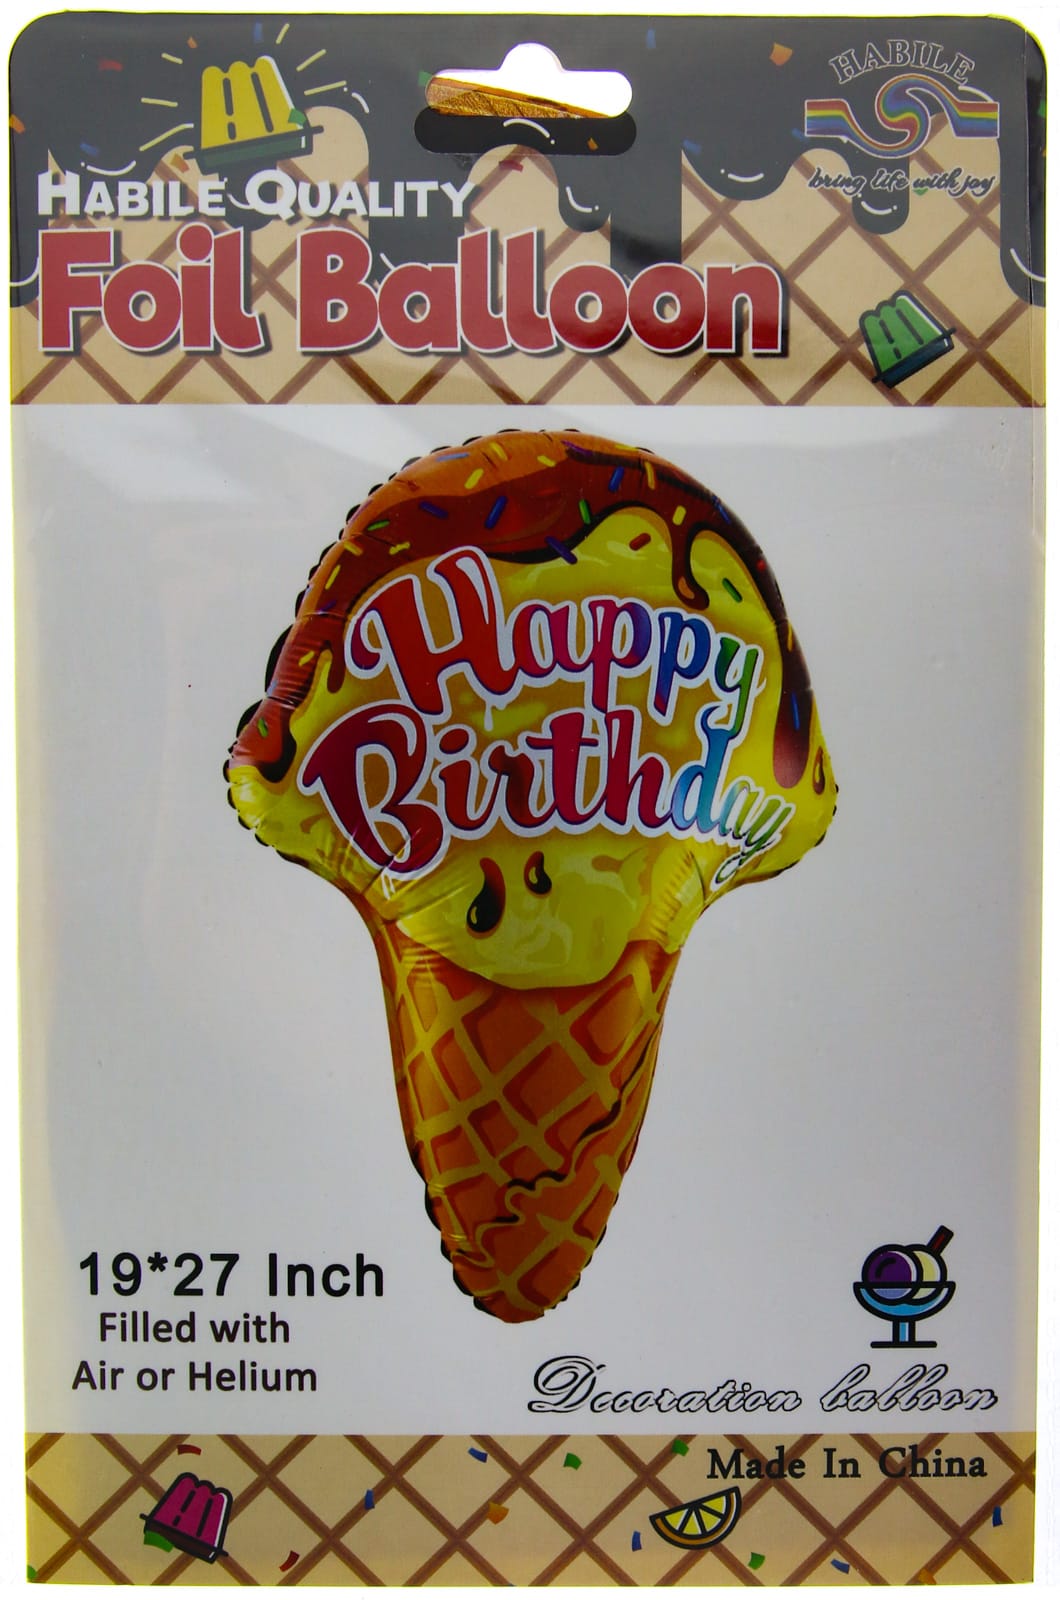 HABILE
bring life with joy
HABILE QUALITY
Foil Balloon
Happy
Birthday
19*27 Inch
Filled with
Air or Helium
Decoration balloon
Made In China